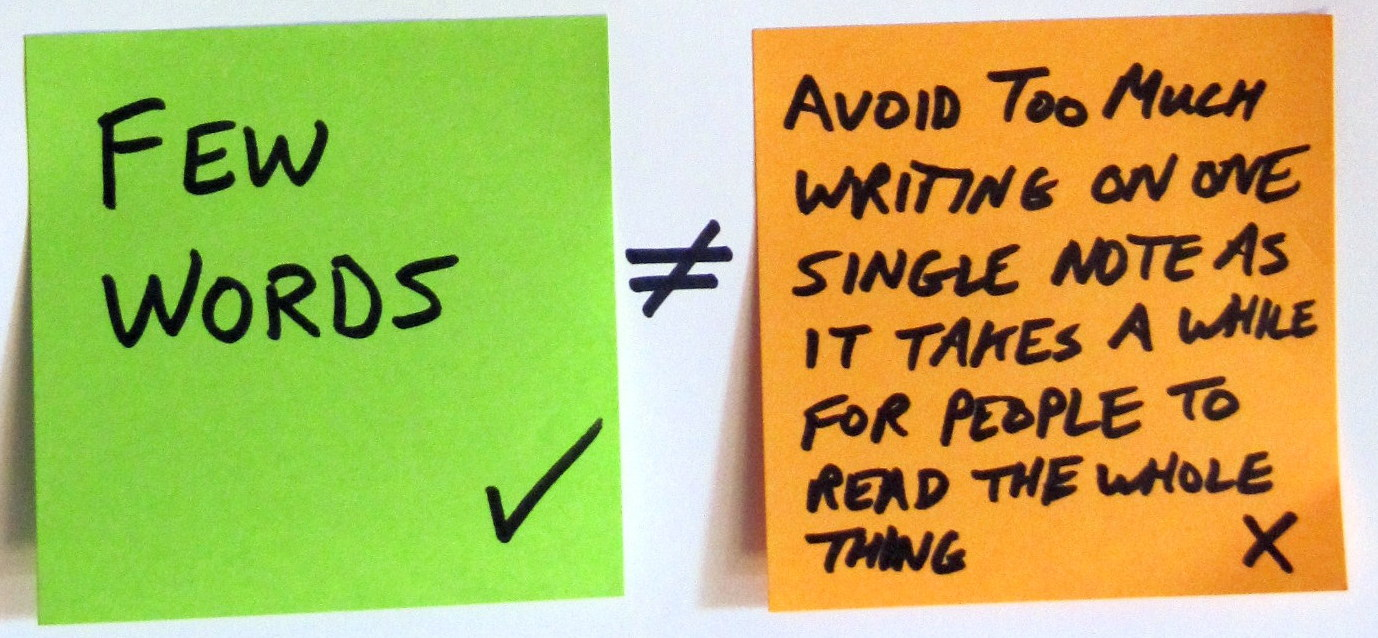 FEW
WORDS
✓
≠
AVOID TOO MUCH
WRITING ON ONE
SINGLE NOTE AS
IT TAKES A WHILE
FOR PEOPLE TO
READ THE WHOLE
THING
X